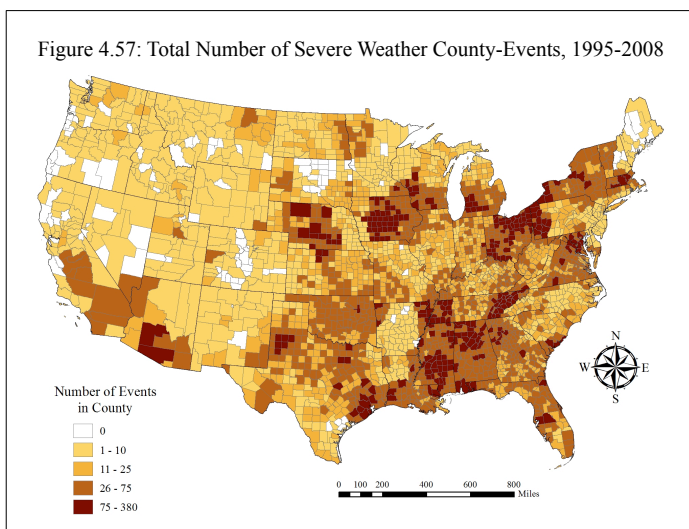 Figure 4.57: Total Number of Severe Weather County-Events, 1995-2008
N
W E
S
Number of Events
in County
0
1 - 10
11 - 25
26 - 75
75 - 380
0 100 200 400 600 800
Miles